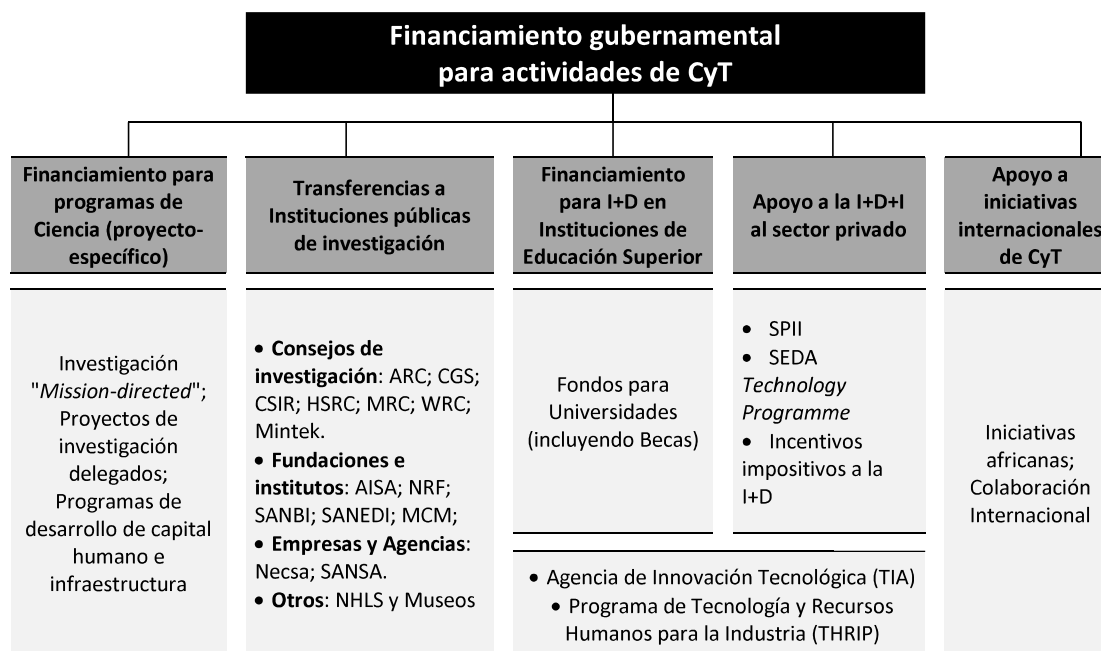 Financiamiento gubernamental
para actividades de CyT
Financiamiento para
programas de
Ciencia (proyecto-
específico)
Transferencias a
Instituciones públicas
de investigación
Financiamiento
para I+D en
Instituciones de
Educación Superior
Apoyo a la I+D+I
al sector privado
Apoyo a
iniciativas
internacionales
de CyT
Investigación
"Mission-directed";
Proyectos de
investigación
delegados;
Programas de
desarrollo de capital
humano e
infraestructura
• Consejos de
investigación: ARC; CGS;
CSIR; HSRC; MRC; WRC;
Mintek.
• Fundaciones e
institutos: AISA; NRF;
SANBI; SANEDI; MCM;
• Empresas y Agencias:
Necsa; SANSA.
• Otros: NHLS y Museos
Fondos para
Universidades
(incluyendo Becas)
• SPII
• SEDA
Technology
Programme
• Incentivos
impositivos a la
I+D
• Agencia de Innovación Tecnológica (TIA)
• Programa de Tecnología y Recursos
Humanos para la Industria (THRIP)
Iniciativas
africanas;
Colaboración
Internacional